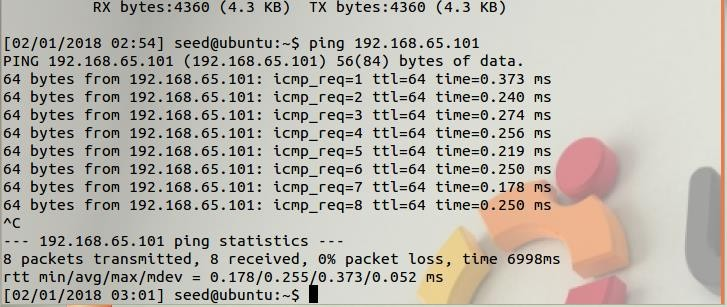 RX bytes:4360 (4.3 KB)  TX bytes:4360 (4.3 KB)
[02/01/2018 02:54] seed@ubuntu:~$ ping 192.168.65.101
PING 192.168.65.101 (192.168.65.101) 56(84) bytes of data.
64 bytes from 192.168.65.101: icmp_req=1 ttl=64 time=0.373 ms
64 bytes from 192.168.65.101: icmp_req=2 ttl=64 time=0.240 ms
64 bytes from 192.168.65.101: icmp_req=3 ttl=64 time=0.274 ms
64 bytes from 192.168.65.101: icmp_req=4 ttl=64 time=0.256 ms
64 bytes from 192.168.65.101: icmp_req=5 ttl=64 time=0.219 ms
64 bytes from 192.168.65.101: icmp_req=6 ttl=64 time=0.250 ms
64 bytes from 192.168.65.101: icmp_req=7 ttl=64 time=0.178 ms
64 bytes from 192.168.65.101: icmp_req=8 ttl=64 time=0.250 ms
^C
--- 192.168.65.101 ping statistics ---
8 packets transmitted, 8 received, 0% packet loss, time 6998ms
rtt min/avg/max/mdev = 0.178/0.255/0.373/0.052 ms
[02/01/2018 03:01] seed@ubuntu:~$